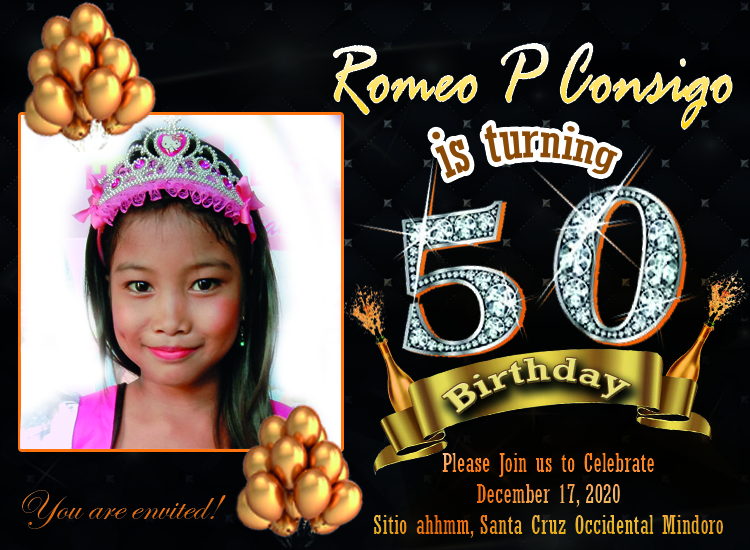 Romeo P Consigo
is turning
50
Birthday
Please Join us to Celebrate
December 17, 2020
Sitio ahhmm, Santa Cruz Occidental Mindoro
You are envited!